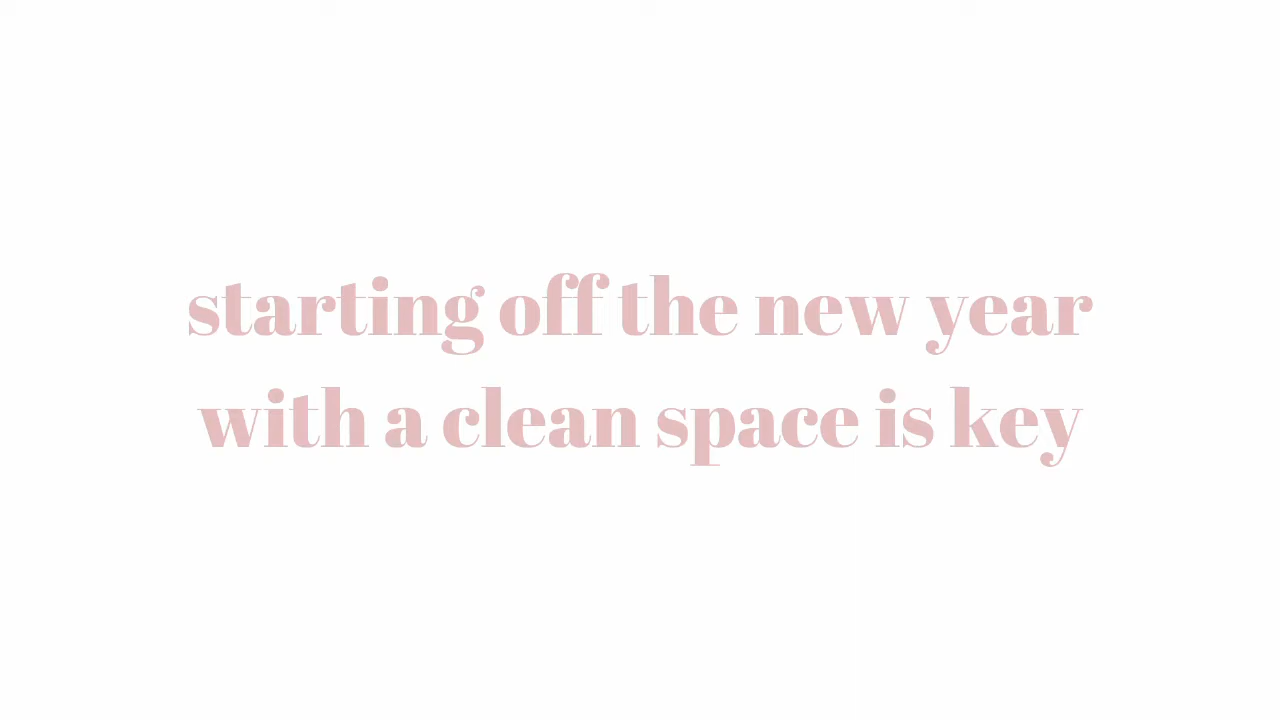 starting off the new year
with a clean space is key